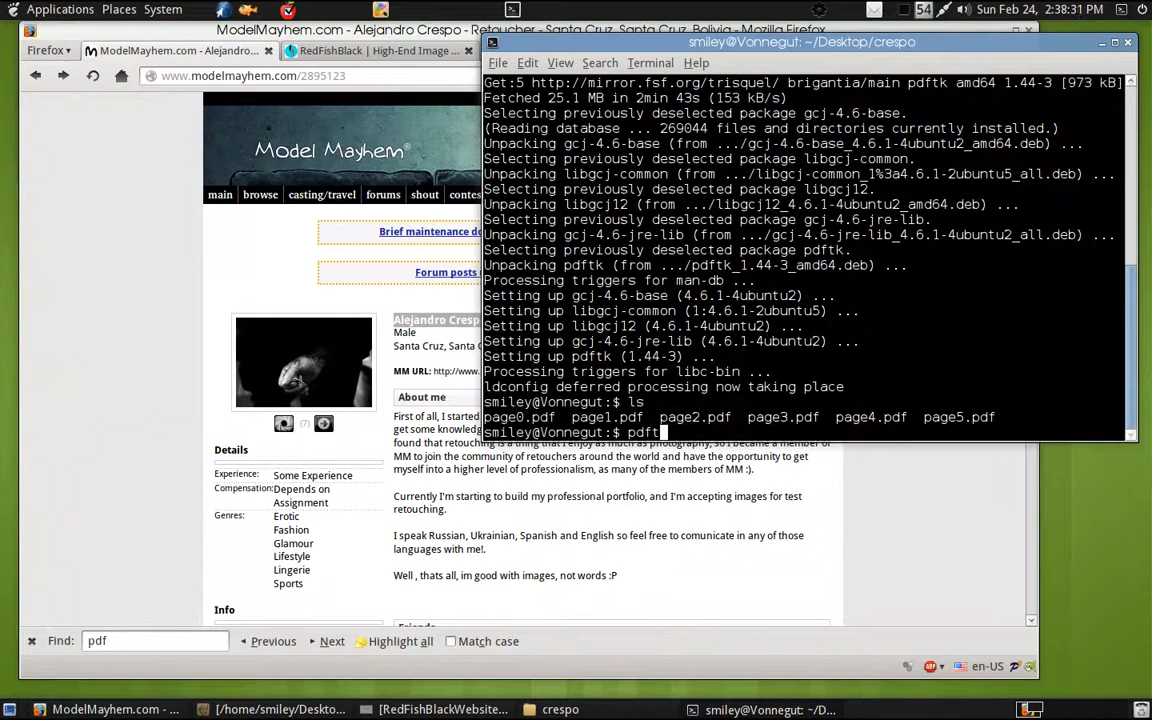 Applications Places System
54
Sun Feb 24, 2:38:31 PM
ModelMayhem.com - Alejandro Crespo - Retoucher - Santa Cruz, Santa Cruz, Bolivia - Mozilla Firefox
Firefox
ModelMayhem.com - Alejandro...
RedFishBlack | High-End Image ...
www.modelmayhem.com/2895123
Model Mayhem®
main browse casting/travel forums shout contes
Brief maintenance do
Forum posts
Alejandro Cresp
Male
Santa Cruz, Santa C
MM URL: http://www.
(7)
About me
First of all, I started
get some knowledg
found that retouching is a thing that I enjoy as much as photography, so I became a member of
MM to join the community of retouchers around the world and have the opportunity to get
myself into a higher level of professionalism, as many of the members of MM :).
Currently I'm starting to build my professional portfolio, and I'm accepting images for test
retouching.
I speak Russian, Ukrainian, Spanish and English so feel free to comunicate in any of those
languages with me!.
Well , thats all, im good with images, not words :P
Details
Experience: Some Experience
Compensation: Depends on
Assignment
Genres: Erotic
Fashion
Glamour
Lifestyle
Lingerie
Sports
Info
Friends
Find: pdf Previous Next Highlight all Match case
en-US
smiley@Vonnegut: ~/Desktop/crespo
File Edit View Search Terminal Help
Get:5 http://mirror.fsf.org/trisquel/ brigantia/main pdftk amd64 1.44-3 [973 kB]
Fetched 25.1 MB in 2min 43s (153 kB/s)
Selecting previously deselected package gcj-4.6-base.
(Reading database ... 269044 files and directories currently installed.)
Unpacking gcj-4.6-base (from .../gcj-4.6-base_4.6.1-4ubuntu2_amd64.deb) ...
Selecting previously deselected package libgcj-common.
Unpacking libgcj-common (from .../libgcj-common_1%3a4.6.1-2ubuntu5_all.deb) ...
Selecting previously deselected package libgcj12.
Unpacking libgcj12 (from .../libgcj12_4.6.1-4ubuntu2_amd64.deb) ...
Selecting previously deselected package gcj-4.6-jre-lib.
Unpacking gcj-4.6-jre-lib (from .../gcj-4.6-jre-lib_4.6.1-4ubuntu2_all.deb) ...
Selecting previously deselected package pdftk.
Unpacking pdftk (from .../pdftk_1.44-3_amd64.deb) ...
Processing triggers for man-db ...
Setting up gcj-4.6-base (4.6.1-4ubuntu2) ...
Setting up libgcj-common (1:4.6.1-2ubuntu5) ...
Setting up libgcj12 (4.6.1-4ubuntu2) ...
Setting up gcj-4.6-jre-lib (4.6.1-4ubuntu2) ...
Setting up pdftk (1.44-3) ...
Processing triggers for libc-bin ...
ldconfig deferred processing now taking place
smiley@Vonnegut:$ ls
page0.pdf page1.pdf page2.pdf page3.pdf page4.pdf page5.pdf
smiley@Vonnegut:$ pdft
ModelMayhem.com - ...
[/home/smiley/Deskto...
[RedFishBlackWebsite...
crespo
smiley@Vonnegut: ~/D...